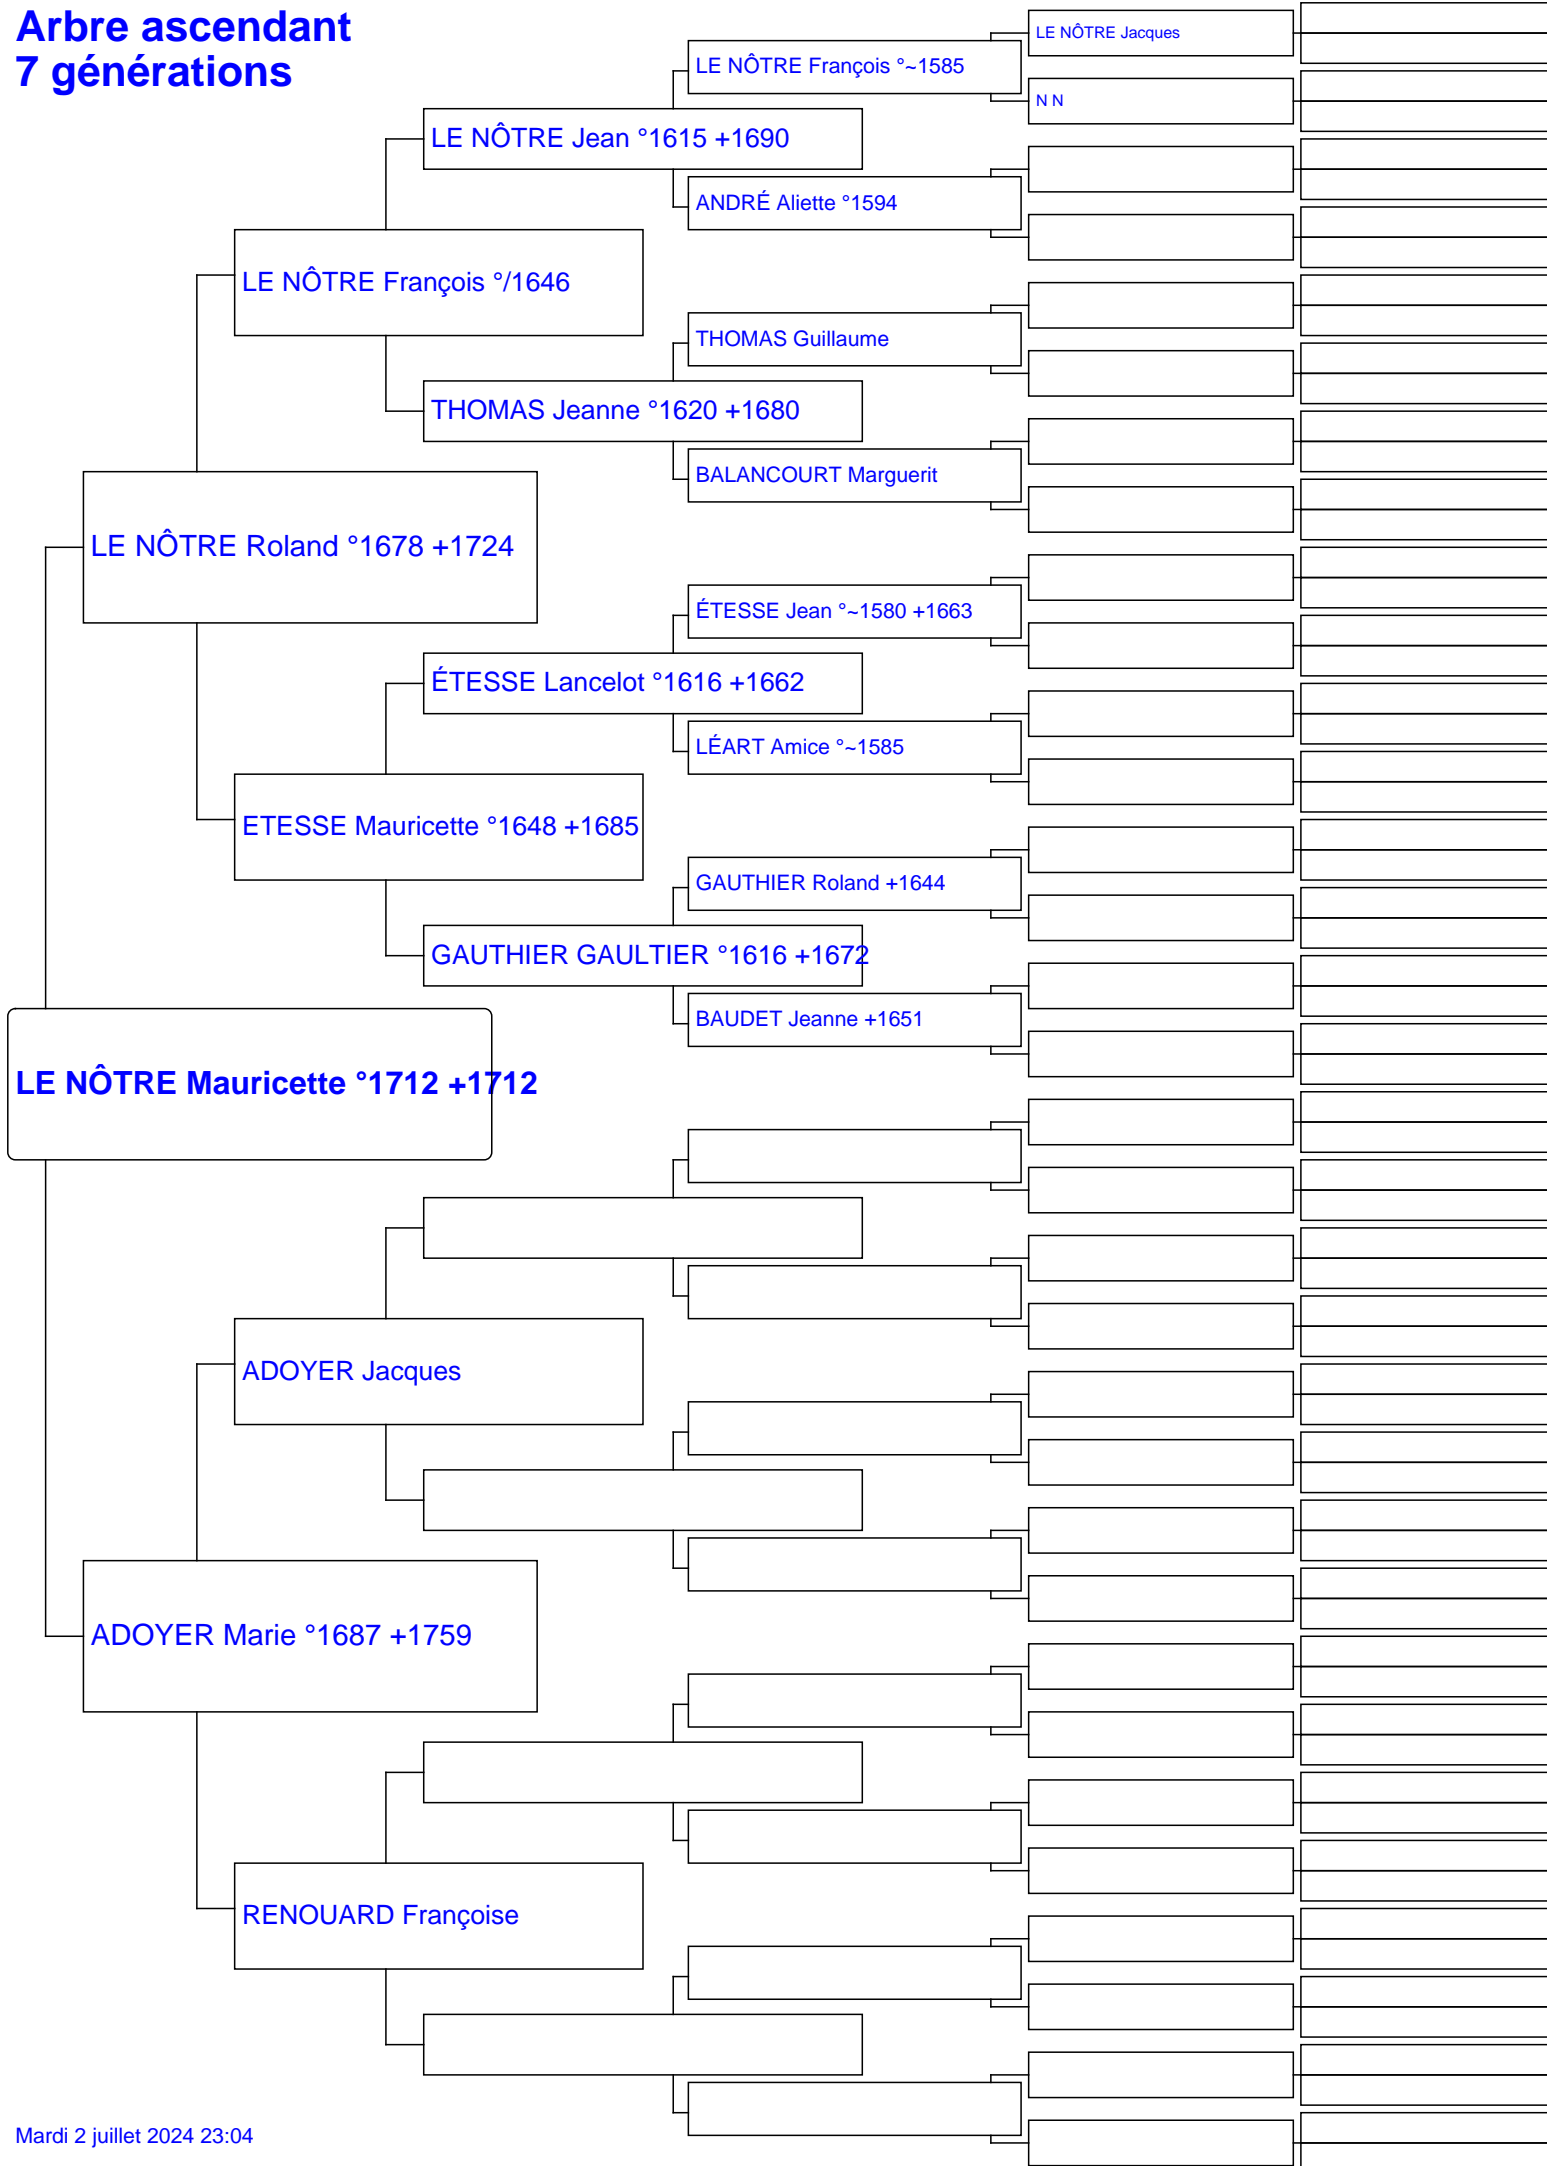 Arbre ascendant
7 générations
LE NÔTRE Jacques
LE NÔTRE François °~1585
N N
LE NÔTRE Jean °1615 +1690
ANDRÉ Aliette °1594
LE NÔTRE François °/1646
THOMAS Guillaume
THOMAS Jeanne °1620 +1680
BALANCOURT Marguerit
LE NÔTRE Roland °1678 +1724
ÉTESSE Jean °~1580 +1663
ÉTESSE Lancelot °1616 +1662
LÉART Amice °~1585
ETESSE Mauricette °1648 +1685
GAUTHIER Roland +1644
GAUTHIER GAULTIER °1616 +1672
BAUDET Jeanne +1651
LE NÔTRE Mauricette °1712 +1712
ADOYER Jacques
ADOYER Marie °1687 +1759
RENOUARD Françoise
Mardi 2 juillet 2024 23:04